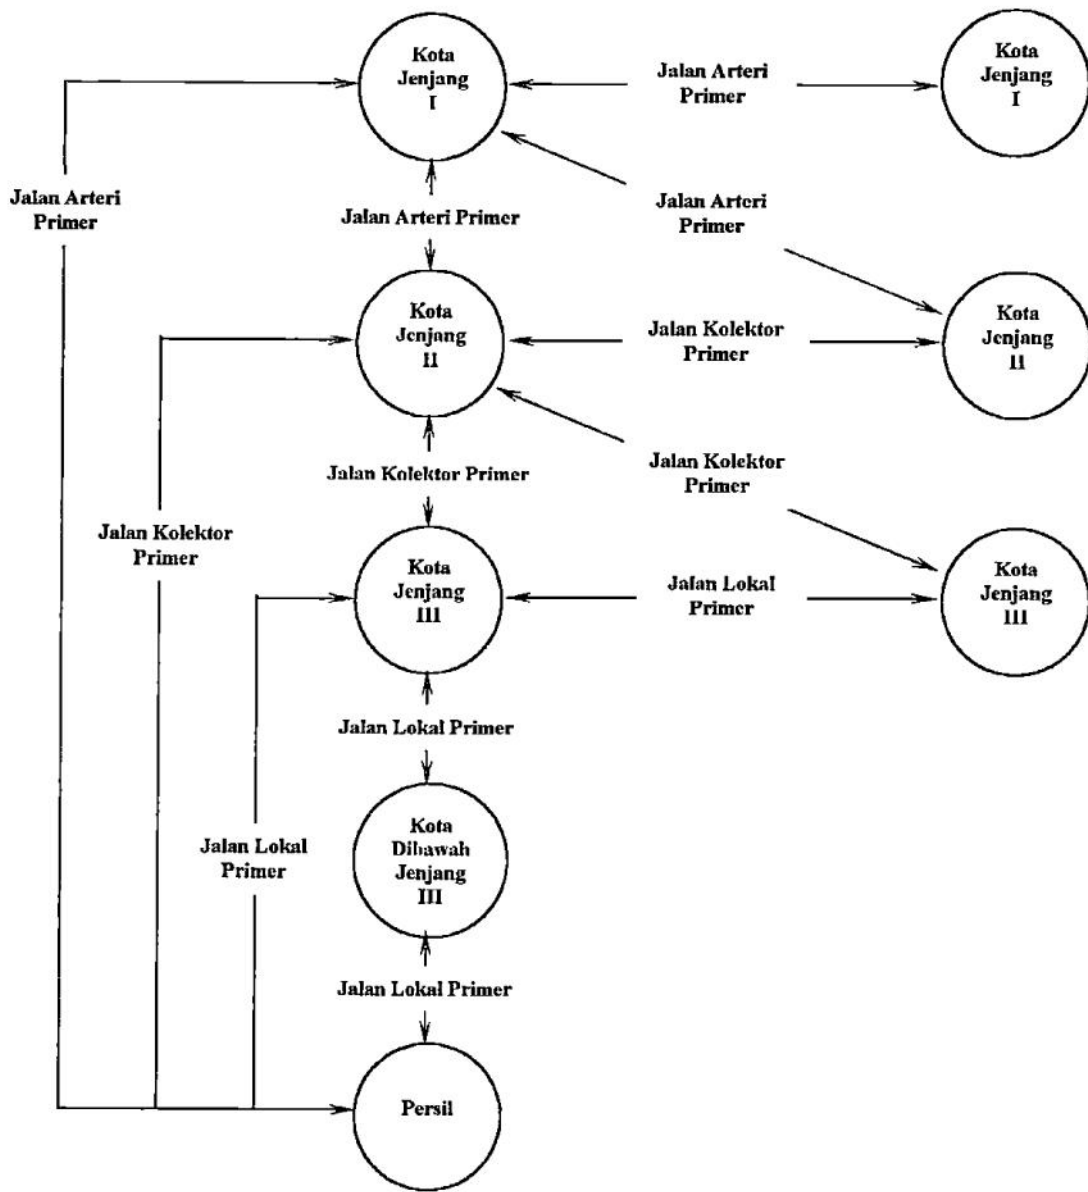 Kota
Jenjang
I
Jalan Arteri
Primer
Kota
Jenjang
I
Jalan Arteri
Primer
Jalan Arteri Primer
Jalan Arteri
Primer
Kota
Jenjang
II
Jalan Kolektor
Primer
Kota
Jenjang
II
Jalan Kolektor Primer
Jalan Kolektor
Primer
Jalan Kolektor
Primer
Kota
Jenjang
III
Jalan Lokal
Primer
Kota
Jenjang
III
Jalan Lokal Primer
Jalan Lokal
Primer
Kota
Dibawah
Jenjang
III
Jalan Lokal Primer
Persil